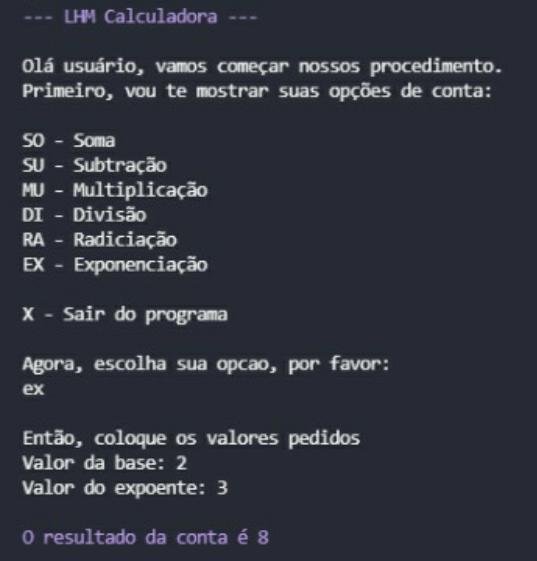 --- LHM Calculadora ---
Olá usuário, vamos começar nossos procedimento.
Primeiro, vou te mostrar suas opções de conta:
SO - Soma
SU - Subtração
MU - Multiplicação
DI - Divisão
RA - Radiciação
EX - Exponenciação
X - Sair do programa
Agora, escolha sua opcao, por favor:
ex
Então, coloque os valores pedidos
Valor da base: 2
Valor do expoente: 3
O resultado da conta é 8